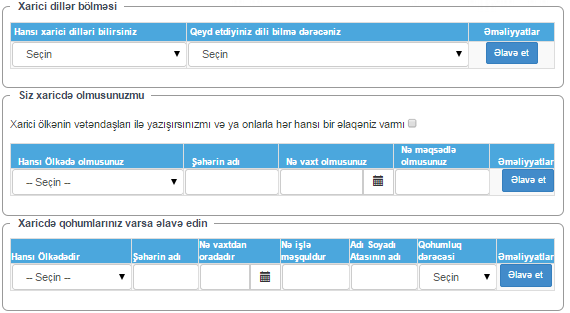 Xarici dillər bölməsi
Hansı xarici dilləri bilirsiniz Qeyd etdiyiniz dili bilmə dərəcəniz Əməliyyatlar
Seçin Seçin Əlavə et
Siz xaricdə olmusunuzmu
Xarici ölkənin vətəndaşları ilə yazışırsınızmı və ya onlarla hər hansı bir əlaqəniz varmı
Hansı Ölkədə olmusunuz Şəhərin adı Nə vaxt olmusunuz Nə məqsədlə olmusunuz Əməliyyatlar
-- Seçin -- Əlavə et
Xaricdə qohumlarınız varsa əlavə edin
Hansı Ölkədədir Şəhərin adı Nə vaxtdan oradadır Nə işlə məşquldur Adı Soyadı Atasının adı Qohumluq dərəcəsi Əməliyyatlar
-- Seçin -- Seçin Əlavə et